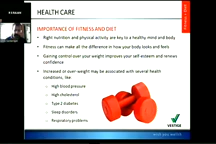 HEALTH CARE
IMPORTANCE OF FITNESS AND DIET
Right nutrition and physical activity are key to a healthy mind and body
Fitness can make all the difference in how your body looks and feels
Gaining control over your weight improves your self-esteem and renews
confidence
Increased or over weight may be associated with several health
conditions, like
High blood pressure
High cholesterol
Type 2 diabetes
Sleep disorders
Respiratory problems
VESTIGE